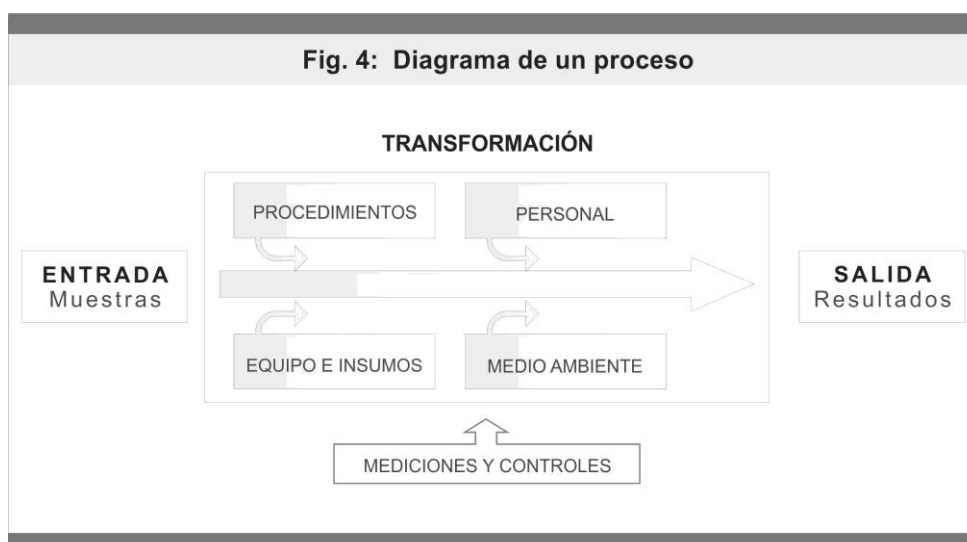 Fig. 4: Diagrama de un proceso
TRANSFORMACIÓN
PROCEDIMIENTOS
PERSONAL
ENTRADA
Muestras
SALIDA
Resultados
EQUIPO E INSUMOS
MEDIO AMBIENTE
MEDICIONES Y CONTROLES